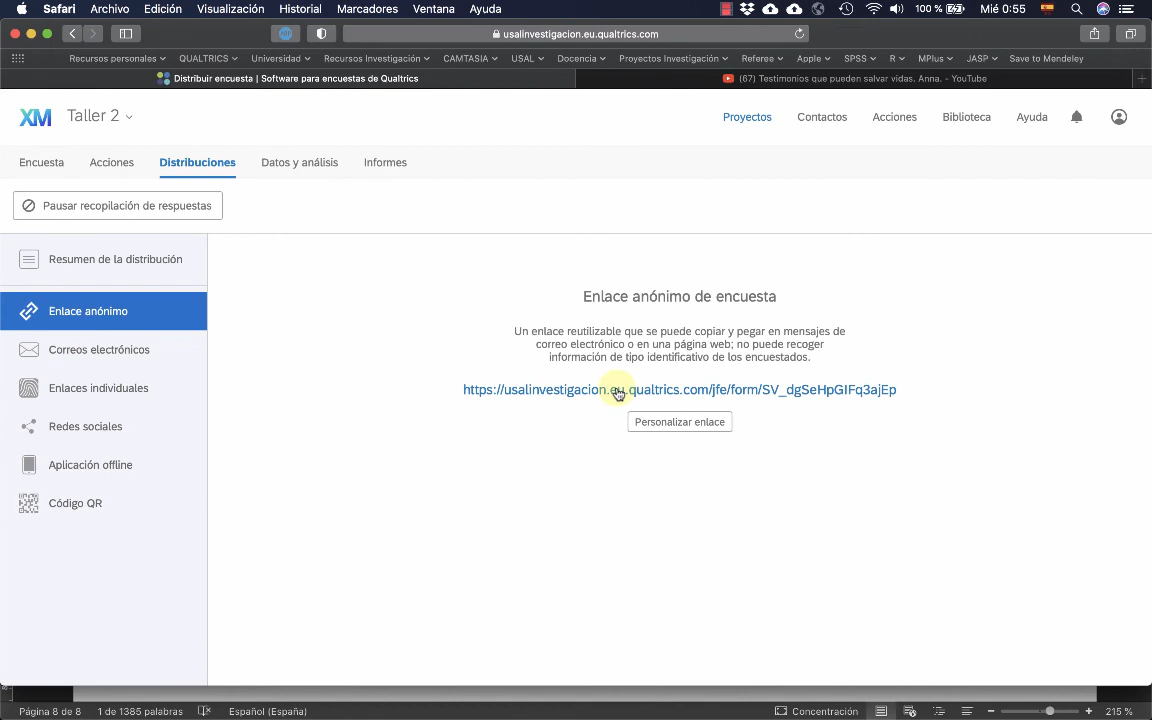 Safari Archivo Edición Visualización Historial Marcadores Ventana Ayuda 100 % Mié 0:55
usalinvestigacion.eu.qualtrics.com
Recursos personales QUALTRICS Universidad Recursos Investigación CAMTASIA USAL Docencia Proyectos Investigación Referee Apple SPSS R MPlus JASP Save to Mendeley
Distribuir encuesta | Software para encuestas de Qualtrics (67) Testimonios que pueden salvar vidas. Anna. - YouTube
XM Taller 2 Proyectos Contactos Acciones Biblioteca Ayuda
Encuesta Acciones Distribuciones Datos y análisis Informes
Pausar recopilación de respuestas
Resumen de la distribución
Enlace anónimo
Correos electrónicos
Enlaces individuales
Redes sociales
Aplicación offline
Código QR
Enlace anónimo de encuesta
Un enlace reutilizable que se puede copiar y pegar en mensajes de
correo electrónico o en una página web; no puede recoger
información de tipo identificativo de los encuestados.
https://usalinvestigacion.eu.qualtrics.com/jfe/form/SV_dgSeHpGIFq3ajEp
Personalizar enlace
Página 8 de 8 1 de 1385 palabras Español (España) Concentración 215 %